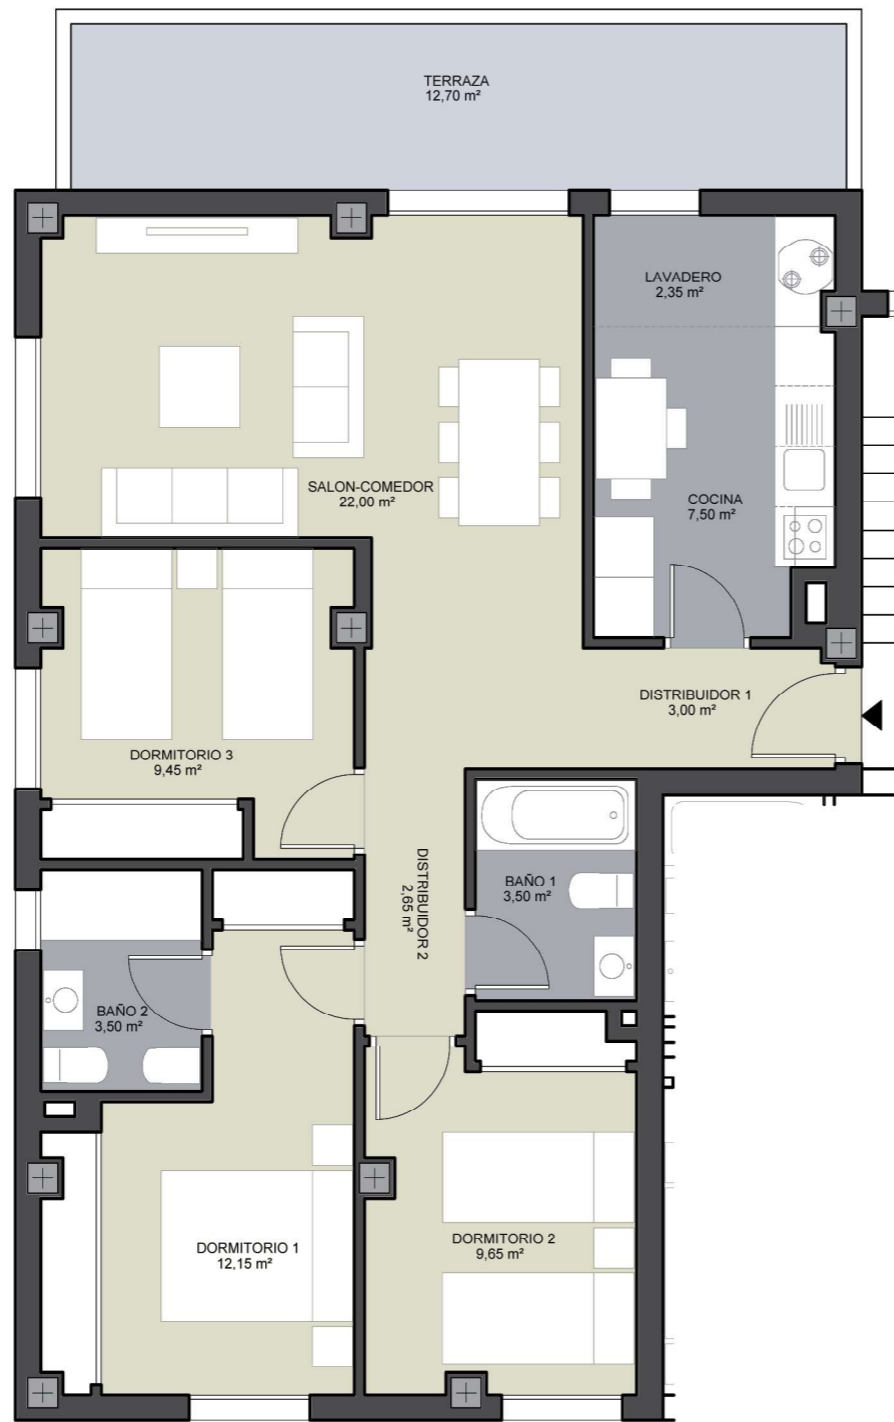 TERRAZA
12,70 m²
LAVADERO
2,35 m²
SALON-COMEDOR
22,00 m²
COCINA
7,50 m²
DISTRIBUIDOR 1
3,00 m²
DORMITORIO 3
9,45 m²
DISTRIBUIDOR 2
2,65 m²
BAÑO 1
3,50 m²
BAÑO 2
3,50 m²
DORMITORIO 1
12,15 m²
DORMITORIO 2
9,65 m²